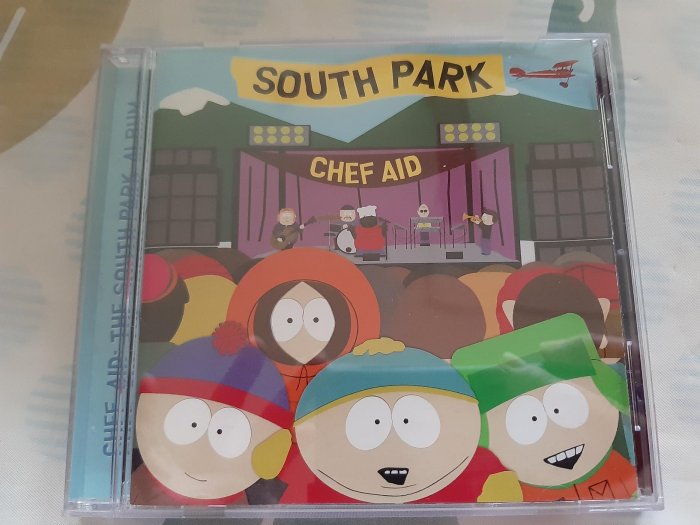 SOUTH PARK
CHEF AID
CHEF AID: THE SOUTH PARK ALBUM